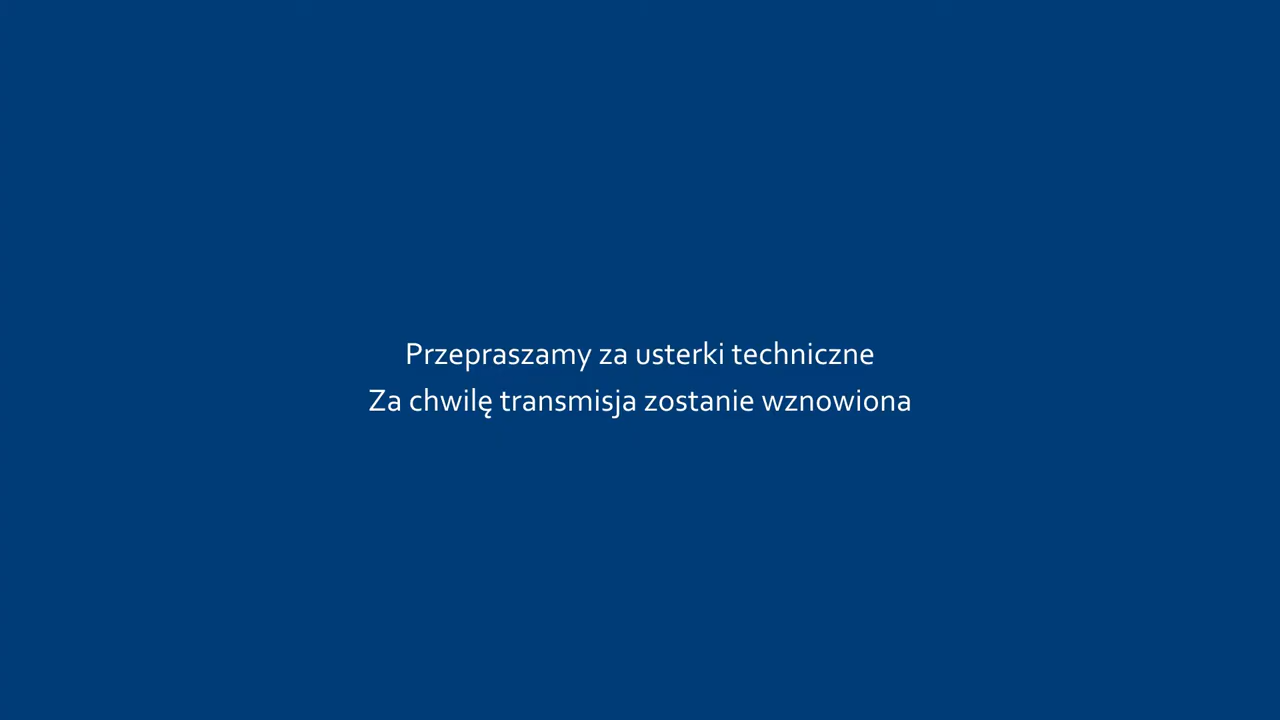 Przepraszamy za usterki techniczne
Za chwilę transmisja zostanie wznowiona